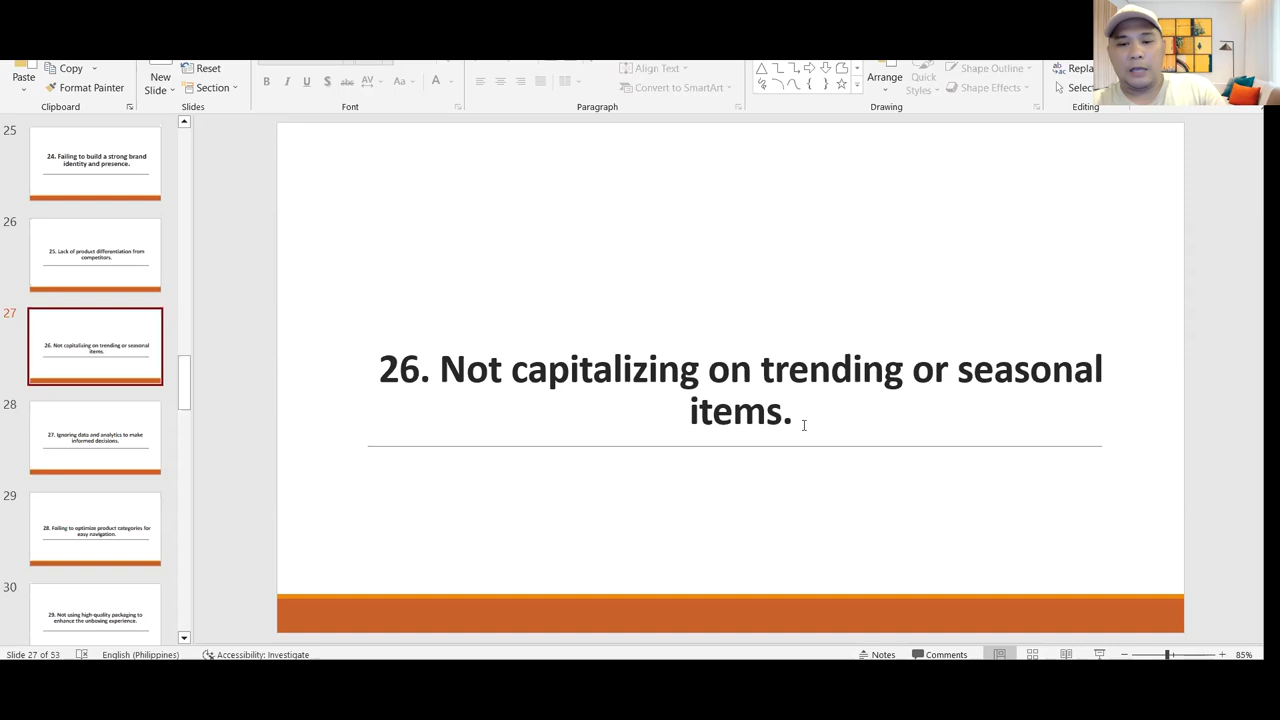 Paste
Copy
Format Painter
Clipboard
New
Slide
Reset
Section
Slides
B I U S abc AV Aa A
Font
Align Text
Convert to SmartArt
Paragraph
Arrange
Quick
Styles
Shape Outline
Shape Effects
Drawing
Repla
Selec
Editing
25
24. Failing to build a strong brand
identity and presence.
26
25. Lack of product differentiation from
competitors.
27
26. Not capitalizing on trending or seasonal
items.
28
27. Ignoring data and analytics to make
informed decisions.
29
28. Failing to optimize product categories for
easy navigation.
30
29. Not using high-quality packaging to
enhance the unboxing experience.
26. Not capitalizing on trending or seasonal
items.
Slide 27 of 53
English (Philippines)
Accessibility: Investigate
Notes
Comments
85%